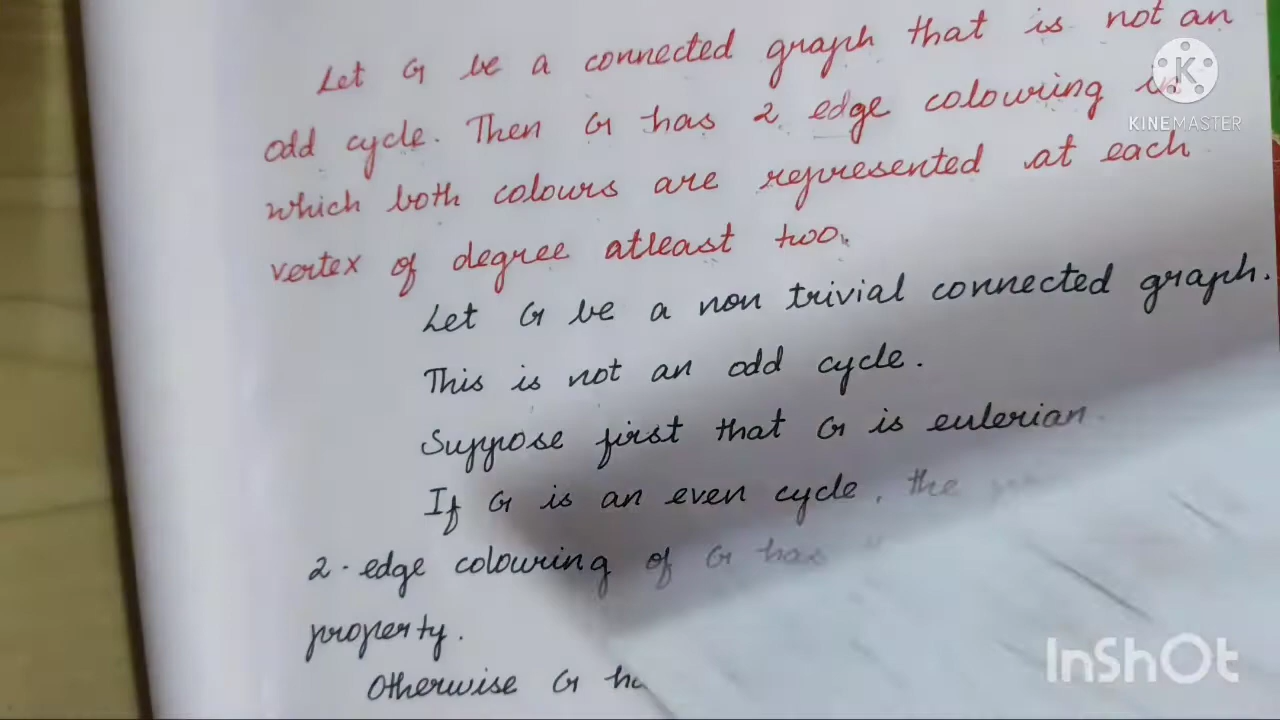 Let G be a connected graph that is not an
odd cycle. Then G has 2 edge colouring in
which both colours are represented at each
vertex of degree atleast two.
Let G be a non trivial connected graph.
This is not an odd cycle.
Suppose first that G is eulerian.
If G is an even cycle, the
2-edge colouring of G has
property.
Otherwise G
KINEMASTER
InShOt